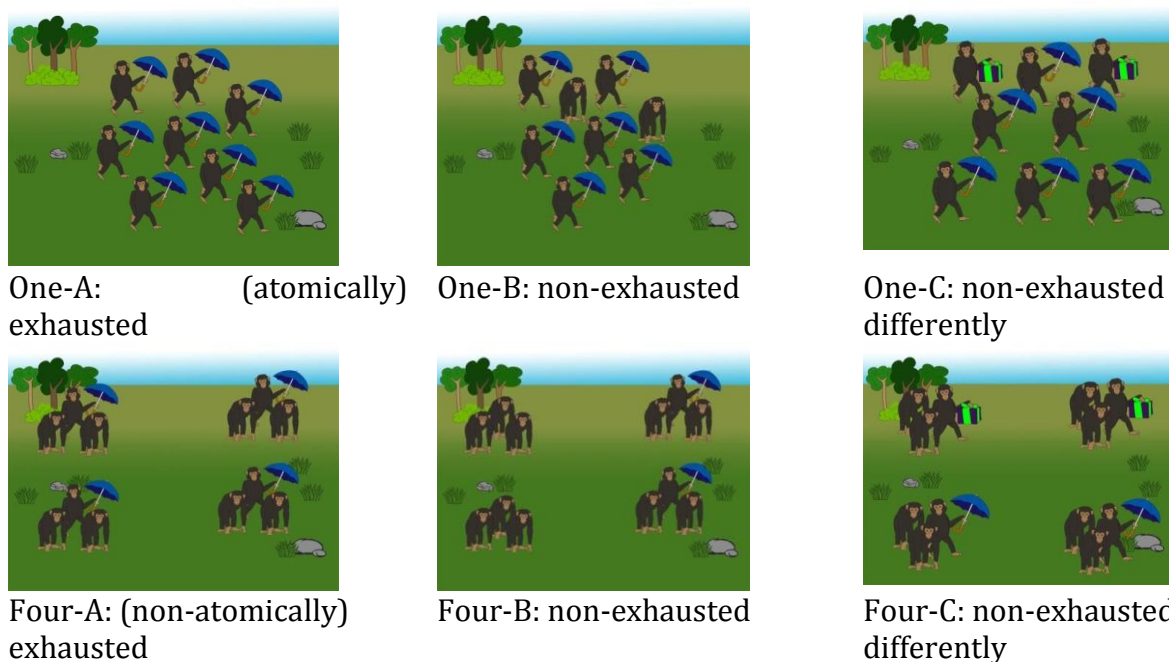 One-A: (atomically) exhausted
One-B: non-exhausted
One-C: non-exhausted differently
Four-A: (non-atomically) exhausted
Four-B: non-exhausted
Four-C: non-exhausted differently